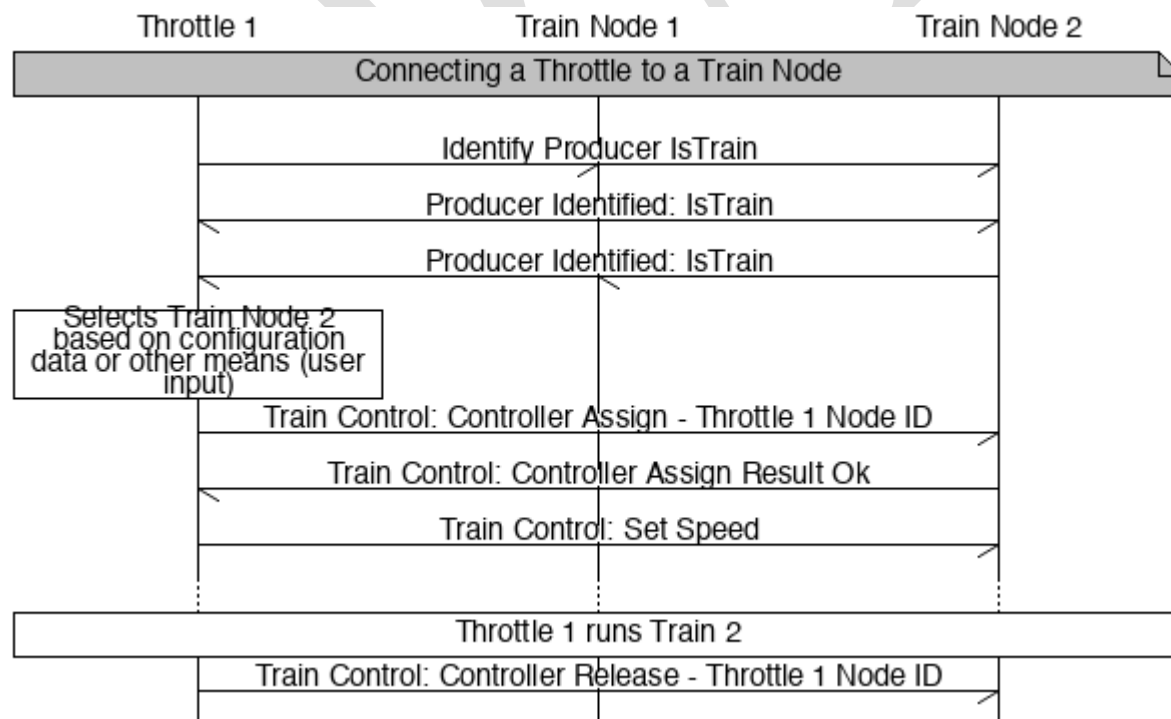 Throttle 1 Train Node 1 Train Node 2
Connecting a Throttle to a Train Node
Identify Producer IsTrain
Producer Identified: IsTrain
Producer Identified: IsTrain
Selects Train Node 2
based on configuration
data or other means (user
input)
Train Control: Controller Assign - Throttle 1 Node ID
Train Control: Controller Assign Result Ok
Train Control: Set Speed
Throttle 1 runs Train 2
Train Control: Controller Release - Throttle 1 Node ID